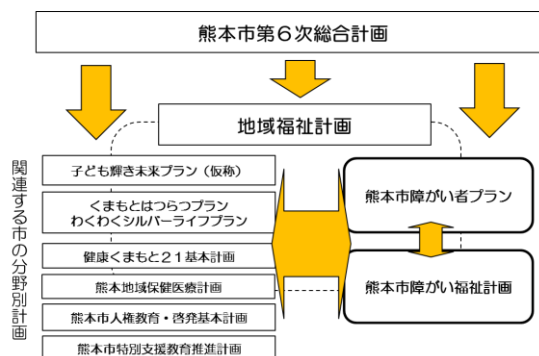 熊本市第６次総合計画
地域福祉計画
関連する市の分野別計画
子ども輝き未来プラン（仮称）
くまもとはつらつプラン
わくわくシルバーライフプラン
健康くまもと２１基本計画
熊本地域保健医療計画
熊本市人権教育・啓発基本計画
熊本市特別支援教育推進計画
熊本市障がい者プラン
熊本市障がい福祉計画